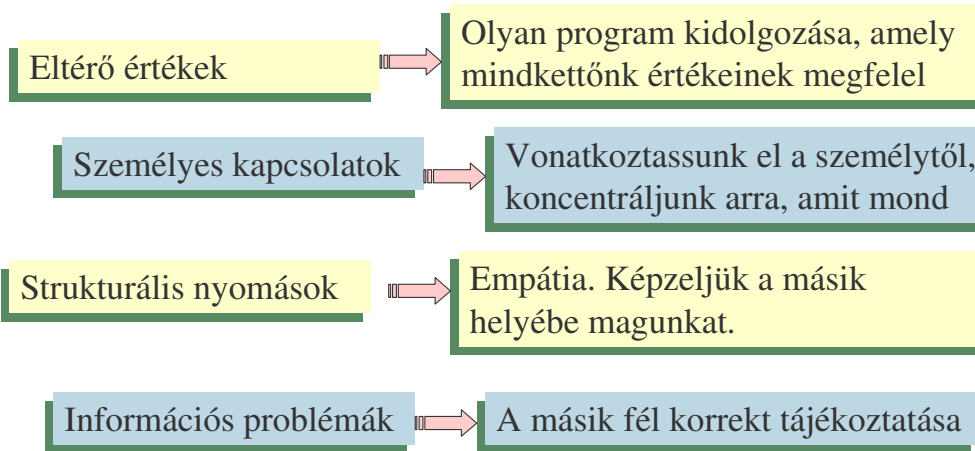 Eltérő értékek
Olyan program kidolgozása, amely
mindkettőnk értékeinek megfelel
Személyes kapcsolatok
Vonatkoztassunk el a személytől,
koncentráljunk arra, amit mond
Strukturális nyomások
Empátia. Képzeljük a másik
helyébe magunkat.
Információs problémák
A másik fél korrekt tájékoztatása